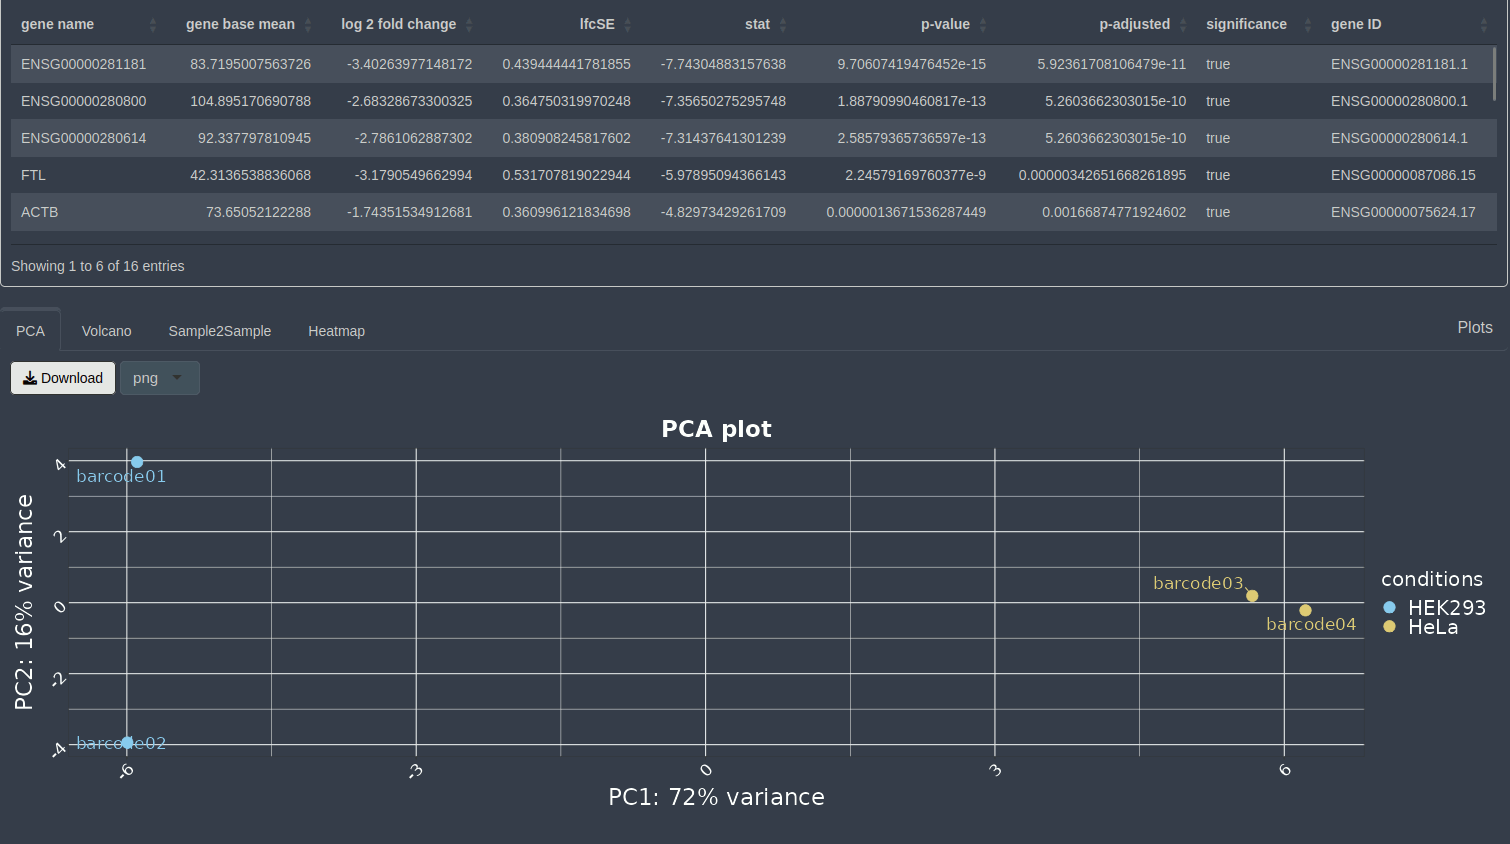 gene name gene base mean log 2 fold change lfcSE stat p-value p-adjusted significance gene ID
ENSG00000281181 83.7195007563726 -3.40263977148172 0.439444441781855 -7.74304883157638 9.70607419476452e-15 5.92361708106479e-11 true ENSG00000281181.1
ENSG00000280800 104.895170690788 -2.68328673300325 0.364750319970248 -7.35650275295748 1.88790990460817e-13 5.2603662303015e-10 true ENSG00000280800.1
ENSG00000280614 92.337797810945 -2.7861062887302 0.380908245817602 -7.31437641301239 2.58579365736597e-13 5.2603662303015e-10 true ENSG00000280614.1
FTL 42.3136538836068 -3.1790549662994 0.531707819022944 -5.97895094366143 2.24579169760377e-9 0.00000342651668261895 true ENSG00000087086.15
ACTB 73.65052122288 -1.74351534912681 0.360996121834698 -4.82973429261709 0.0000013671536287449 0.00166874771924602 true ENSG00000075624.17
Showing 1 to 6 of 16 entries
PCA Volcano Sample2Sample Heatmap Plots
Download png
PCA plot
4
barcode01
2
barcode03
conditions
0
HEK293
barcode04
HeLa
-2
barcode02
-4
PC2: 16% variance
-6 -3 0 3 6
PC1: 72% variance